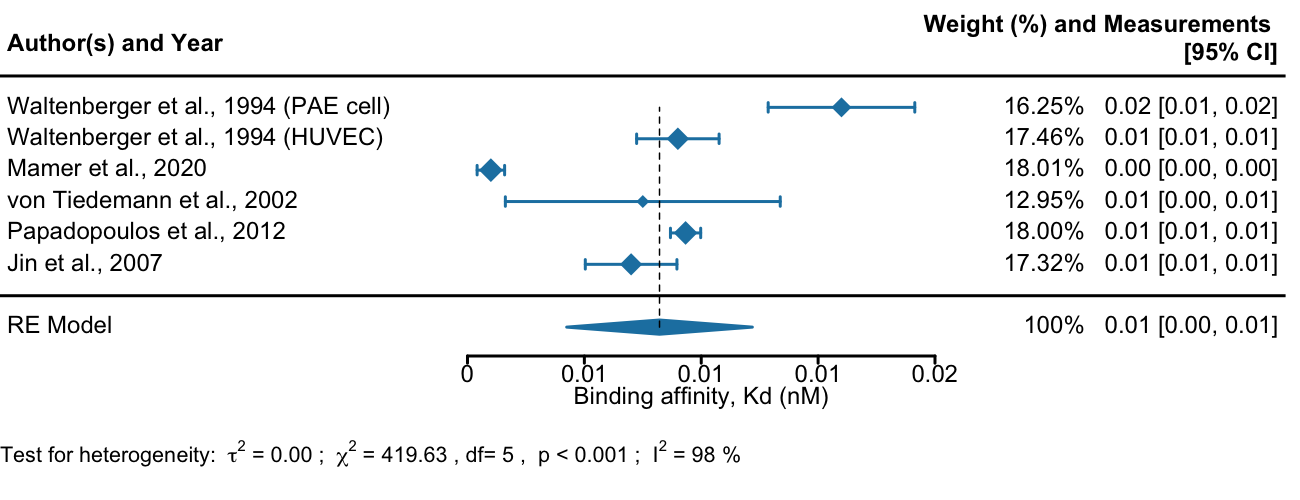 Author(s) and Year
Weight (%) and Measurements
[95% CI]
Waltenberger et al., 1994 (PAE cell) 16.25% 0.02 [0.01, 0.02]
Waltenberger et al., 1994 (HUVEC) 17.46% 0.01 [0.01, 0.01]
Mamer et al., 2020 18.01% 0.00 [0.00, 0.00]
von Tiedemann et al., 2002 12.95% 0.01 [0.00, 0.01]
Papadopoulos et al., 2012 18.00% 0.01 [0.01, 0.01]
Jin et al., 2007 17.32% 0.01 [0.01, 0.01]
RE Model 100% 0.01 [0.00, 0.01]
0 0.01 0.01 0.01 0.02
Binding affinity, Kd (nM)
Test for heterogeneity: τ² = 0.00 ; χ² = 419.63 , df= 5 , p < 0.001 ; I² = 98 %